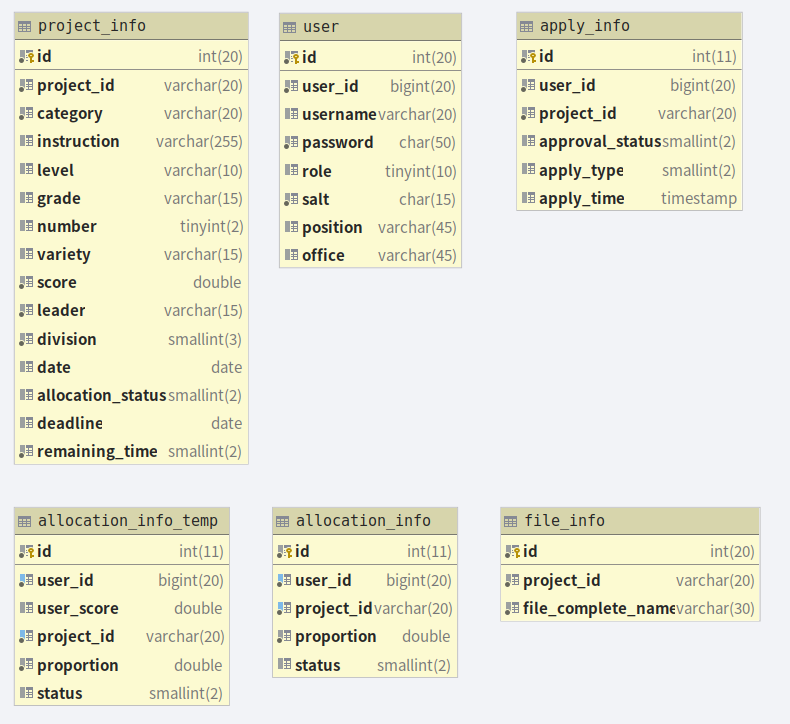 project_info
id int(20)
project_id varchar(20)
category varchar(20)
instruction varchar(255)
level varchar(10)
grade varchar(15)
number tinyint(2)
variety varchar(15)
score double
leader varchar(15)
division smallint(3)
date date
allocation_status smallint(2)
deadline date
remaining_time smallint(2)
user
id int(20)
user_id bigint(20)
username varchar(20)
password char(50)
role tinyint(10)
salt char(15)
position varchar(45)
office varchar(45)
apply_info
id int(11)
user_id bigint(20)
project_id varchar(20)
approval_status smallint(2)
apply_type smallint(2)
apply_time timestamp
allocation_info_temp
id int(11)
user_id bigint(20)
user_score double
project_id varchar(20)
proportion double
status smallint(2)
allocation_info
id int(11)
user_id bigint(20)
project_id varchar(20)
proportion double
status smallint(2)
file_info
id int(20)
project_id varchar(20)
file_complete_name varchar(30)